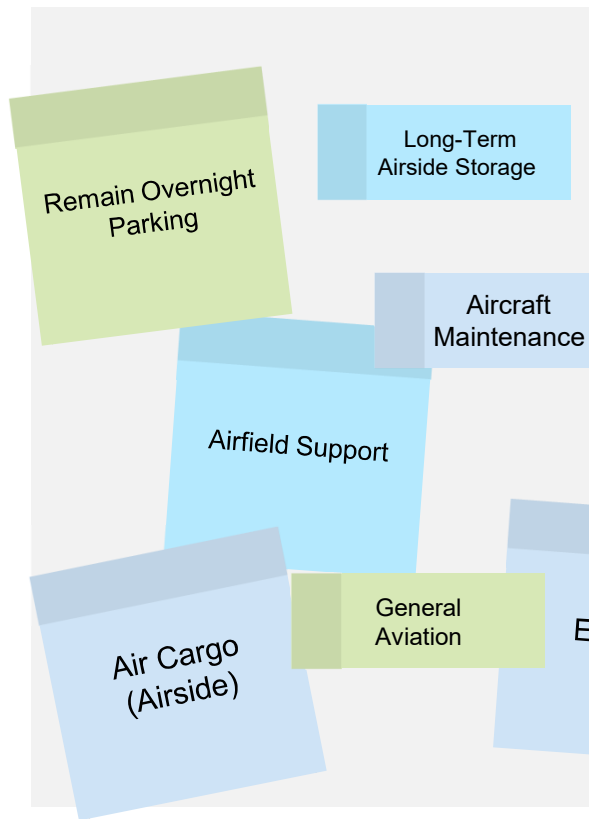 Long-Term
Airside Storage
Remain Overnight
Parking
Aircraft
Maintenance
Airfield Support
General
Aviation
Air Cargo
(Airside)